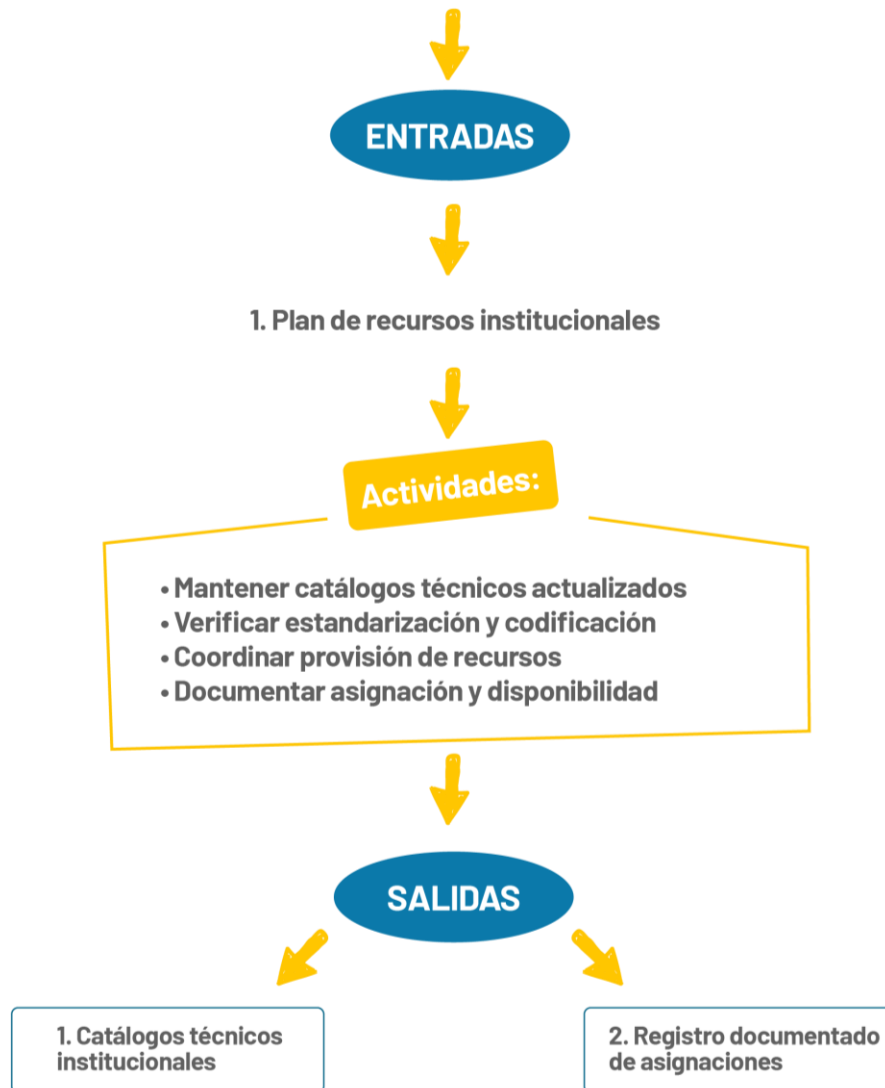 ENTRADAS
1. Plan de recursos institucionales
Actividades:
• Mantener catálogos técnicos actualizados
• Verificar estandarización y codificación
• Coordinar provisión de recursos
• Documentar asignación y disponibilidad
SALIDAS
1. Catálogos técnicos
institucionales
2. Registro documentado
de asignaciones